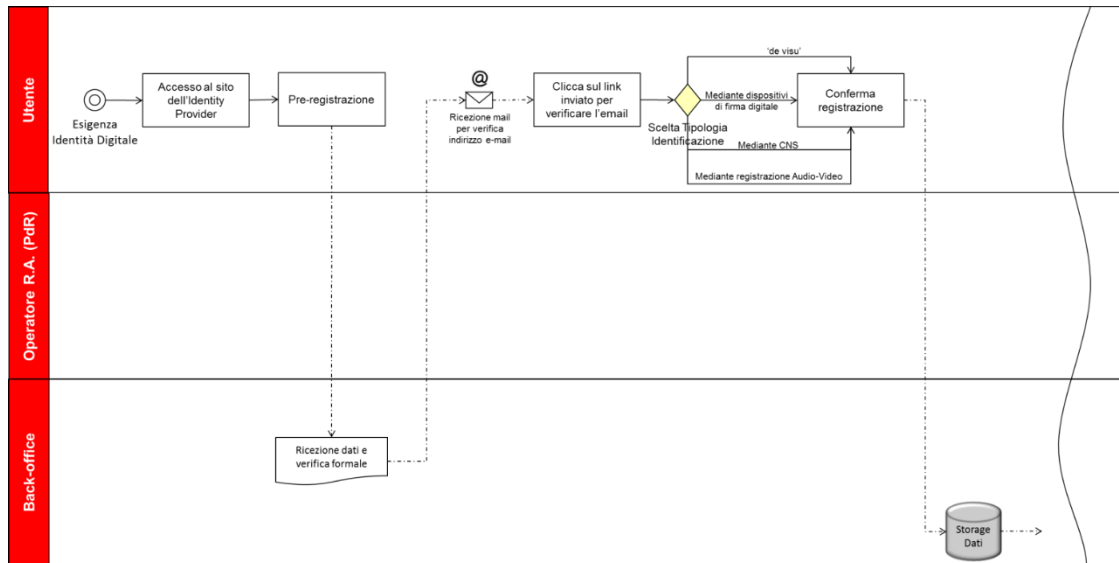 Utente
Esigenza
Identità Digitale
Accesso al sito
dell'Identity
Provider
Pre-registrazione
@
Ricezione mail
per verifica
indirizzo e-mail
Clicca sul link
inviato per
verificare l'email
Scelta Tipologia
Identificazione
'de visu'
Mediante dispositivi
di firma digitale
Mediante CNS
Mediante registrazione Audio-Video
Conferma
registrazione
Operatore R.A. (PdR)
Back-office
Ricezione dati e
verifica formale
Storage
Dati